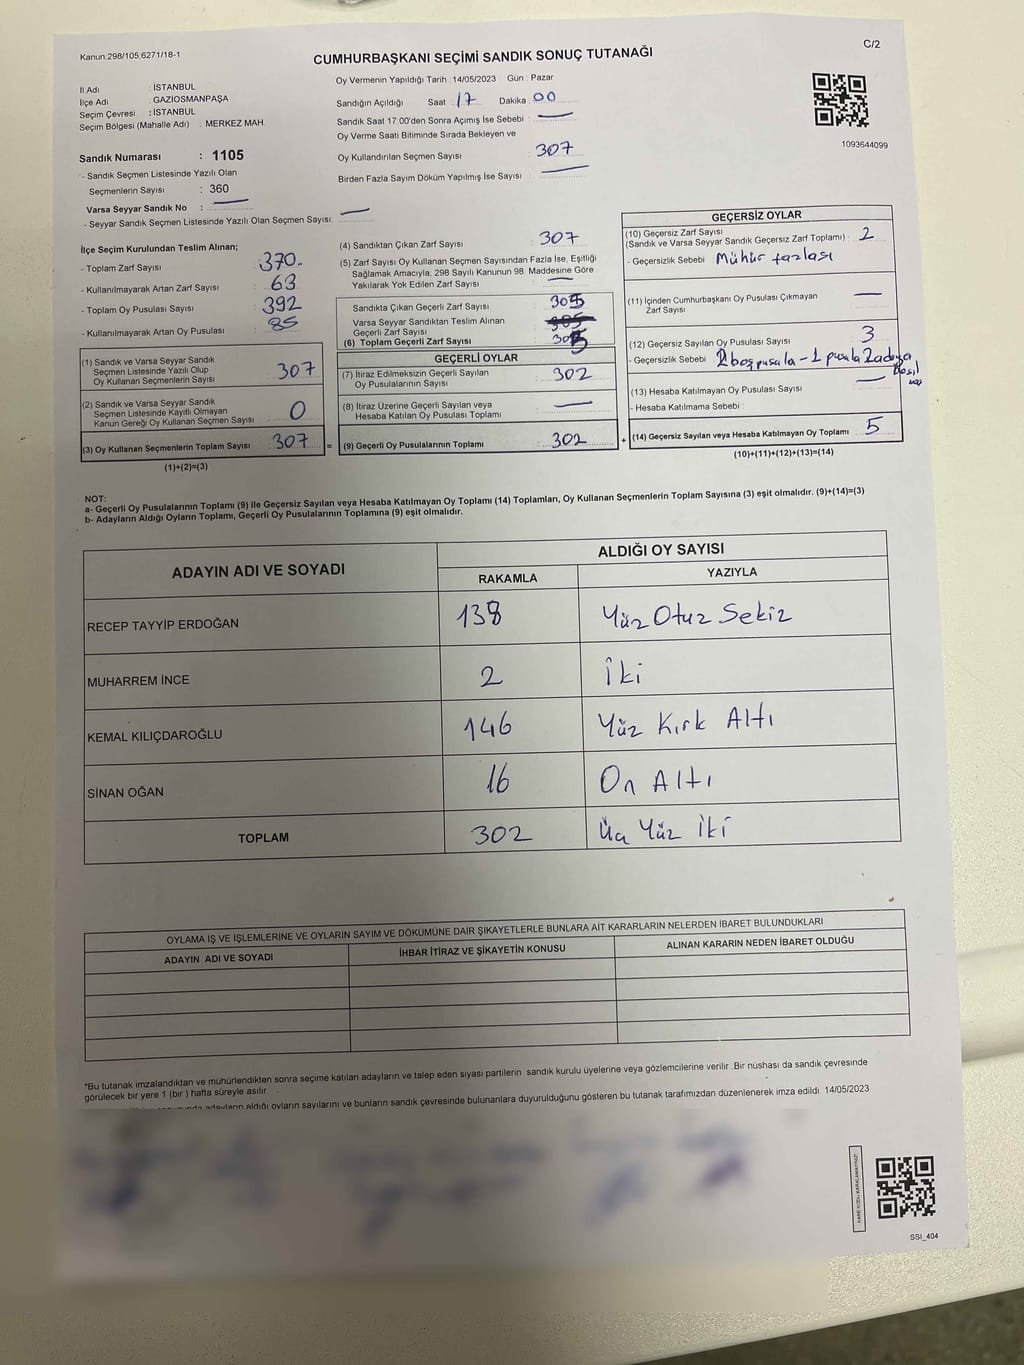 Kanun:298/105;6271/18-1
C/2
CUMHURBAŞKANI SEÇİMİ SANDIK SONUÇ TUTANAĞI
İl Adı : İSTANBUL
İlçe Adı : GAZİOSMANPAŞA
Seçim Çevresi : İSTANBUL
Seçim Bölgesi (Mahalle Adı) : MERKEZ MAH
Sandık Numarası : 1105
- Sandık Seçmen Listesinde Yazılı Olan
Seçmenlerin Sayısı : 360
Varsa Seyyar Sandık No :
- Seyyar Sandık Seçmen Listesinde Yazılı Olan Seçmen Sayısı:
Oy Vermenin Yapıldığı Tarih : 14/05/2023 Gün : Pazar
Sandığın Açıldığı Saat : 17 Dakika : 00
Sandık Saat 17:00'den Sonra Açımış İse Sebebi :
Oy Verme Saati Bitiminde Sırada Bekleyen ve
Oy Kullandırılan Seçmen Sayısı : 307
Birden Fazla Sayım Döküm Yapılmış İse Sayısı :
1093644099
İlçe Seçim Kurulundan Teslim Alınan;
- Toplam Zarf Sayısı : 370
- Kullanılmayarak Artan Zarf Sayısı : 63
- Toplam Oy Pusulası Sayısı : 392
- Kullanılmayarak Artan Oy Pusulası : 85
(1) Sandık ve Varsa Seyyar Sandık
Seçmen Listesinde Yazılı Olup
Oy Kullanan Seçmenlerin Sayısı : 307
(2) Sandık ve Varsa Seyyar Sandık
Seçmen Listesinde Kayıtlı Olmayan
Kanun Gereği Oy Kullanan Seçmen Sayısı : 0
(3) Oy Kullanan Seçmenlerin Toplam Sayısı : 307 =
(1)+(2)=(3)
(4) Sandıktan Çıkan Zarf Sayısı : 307
(5) Zarf Sayısı Oy Kullanan Seçmen Sayısından Fazla İse, Eşitliği
Sağlamak Amacıyla; 298 Sayılı Kanunun 98. Maddesine Göre
Yakılarak Yok Edilen Zarf Sayısı :
Sandıkta Çıkan Geçerli Zarf Sayısı : 305
Varsa Seyyar Sandıktan Teslim Alınan
Geçerli Zarf Sayısı :
(6) Toplam Geçerli Zarf Sayısı : 305
GEÇERLİ OYLAR
(7) İtiraz Edilmeksizin Geçerli Sayılan
Oy Pusulalarının Sayısı : 302
(8) İtiraz Üzerine Geçerli Sayılan veya
Hesaba Katılan Oy Pusulası Toplamı :
(9) Geçerli Oy Pusulalarının Toplamı : 302 +
GEÇERSİZ OYLAR
(10) Geçersiz Zarf Sayısı
(Sandık ve Varsa Seyyar Sandık Geçersiz Zarf Toplamı) : 2
- Geçersizlik Sebebi : Mühür fazlası
(11) İçinden Cumhurbaşkanı Oy Pusulası Çıkmayan
Zarf Sayısı :
(12) Geçersiz Sayılan Oy Pusulası Sayısı : 3
- Geçersizlik Sebebi : 2 boş pusula - 1 pusula 2 adaya
(13) Hesaba Katılmayan Oy Pusulası Sayısı :
- Hesaba Katılmama Sebebi :
(14) Geçersiz Sayılan veya Hesaba Katılmayan Oy Toplamı : 5
(10)+(11)+(12)+(13)=(14)
NOT:
a- Geçerli Oy Pusulalarının Toplamı (9) ile Geçersiz Sayılan veya Hesaba Katılmayan Oy Toplamı (14) Toplamları, Oy Kullanan Seçmenlerin Toplam Sayısına (3) eşit olmalıdır. (9)+(14)=(3)
b- Adayların Aldığı Oyların Toplamı, Geçerli Oy Pusulalarının Toplamına (9) eşit olmalıdır.
ADAYIN ADI VE SOYADI
ALDIĞI OY SAYISI
RAKAMLA YAZIYLA
RECEP TAYYİP ERDOĞAN 138 Yüz Otuz Sekiz
MUHARREM İNCE 2 İki
KEMAL KILIÇDAROĞLU 146 Yüz Kırk Altı
SİNAN OĞAN 16 On Altı
TOPLAM 302 Üç Yüz İki
OYLAMA İŞ VE İŞLEMLERİNE VE OYLARIN SAYIM VE DÖKÜMÜNE DAİR ŞİKAYETLERLE BUNLARA AİT KARARLARIN NELERDEN İBARET BULUNDUKLARI
ADAYIN ADI VE SOYADI İHBAR İTİRAZ VE ŞİKAYETİN KONUSU ALINAN KARARIN NEDEN İBARET OLDUĞU
*Bu tutanak imzalandıktan ve mühürlendikten sonra seçime katılan adayların ve talep eden siyasi partilerin sandık kurulu üyelerine veya gözlemcilerine verilir .Bir nüshası da sandık çevresinde
görülecek bir yere 1 (bir ) hafta süreyle asılır.
adayların aldığı oyların sayılarını ve bunların sandık çevresinde bulunanlara duyurulduğunu gösteren bu tutanak tarafımızdan düzenlenerek imza edildi. 14/05/2023
KARE KODU KARALAMAYINIZ!
SSI_404